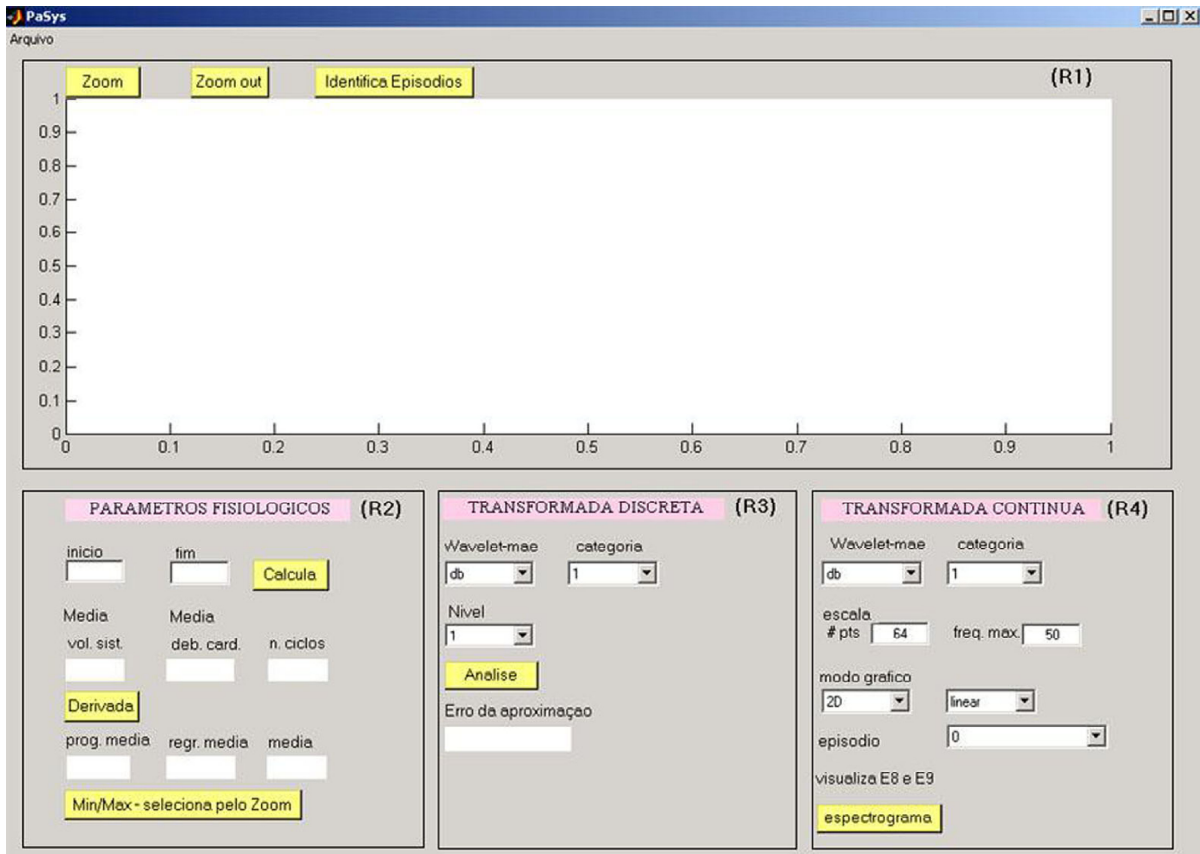 PaSys
Arquivo
Zoom
Zoom out
Identifica Episodios
(R1)
1
0.9
0.8
0.7
0.6
0.5
0.4
0.3
0.2
0.1
0
0 0.1 0.2 0.3 0.4 0.5 0.6 0.7 0.8 0.9 1
PARAMETROS FISIOLOGICOS (R2)
inicio fim
Calcula
Media Media
vol. sist. deb. card. n. ciclos
Derivada
prog. media regr. media media
Min/Max - seleciona pelo Zoom
TRANSFORMADA DISCRETA (R3)
Wavelet-mae categoria
db 1
Nivel
1
Analise
Erro da aproximaçao
TRANSFORMADA CONTINUA (R4)
Wavelet-mae categoria
db 1
escala
# pts 64 freq. max. 50
modo grafico
2D linear
episodio 0
visualiza E8 e E9
espectrograma